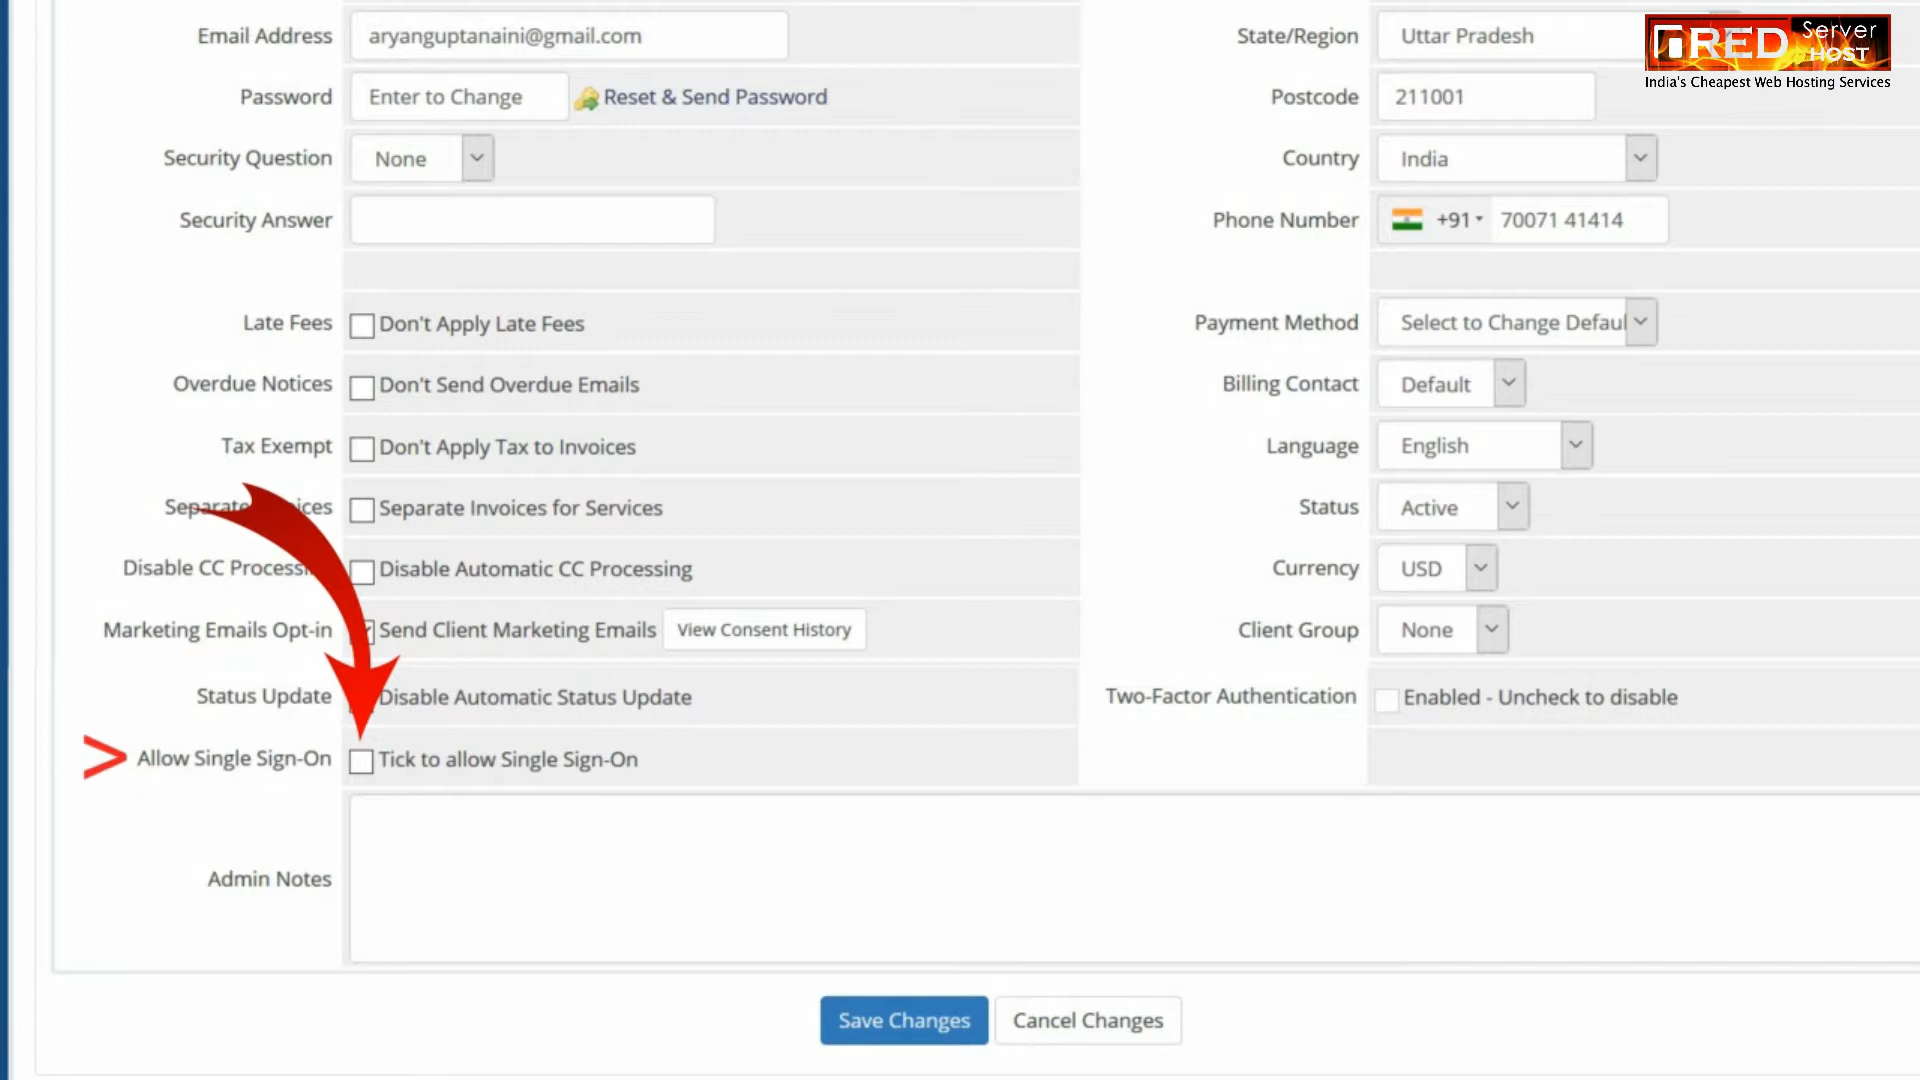 Email Address aryanguptanaini@gmail.com
Password Enter to Change Reset & Send Password
Security Question None
Security Answer
Late Fees Don't Apply Late Fees
Overdue Notices Don't Send Overdue Emails
Tax Exempt Don't Apply Tax to Invoices
Separate Invoices Separate Invoices for Services
Disable CC Processing Disable Automatic CC Processing
Marketing Emails Opt-in Send Client Marketing Emails View Consent History
Status Update Disable Automatic Status Update
> Allow Single Sign-On Tick to allow Single Sign-On
State/Region Uttar Pradesh
Postcode 211001
Country India
Phone Number +91 70071 41414
Payment Method Select to Change Defaul
Billing Contact Default
Language English
Status Active
Currency USD
Client Group None
Two-Factor Authentication Enabled - Uncheck to disable
Admin Notes
Save Changes Cancel Changes
RED Server
HOST
India's Cheapest Web Hosting Services